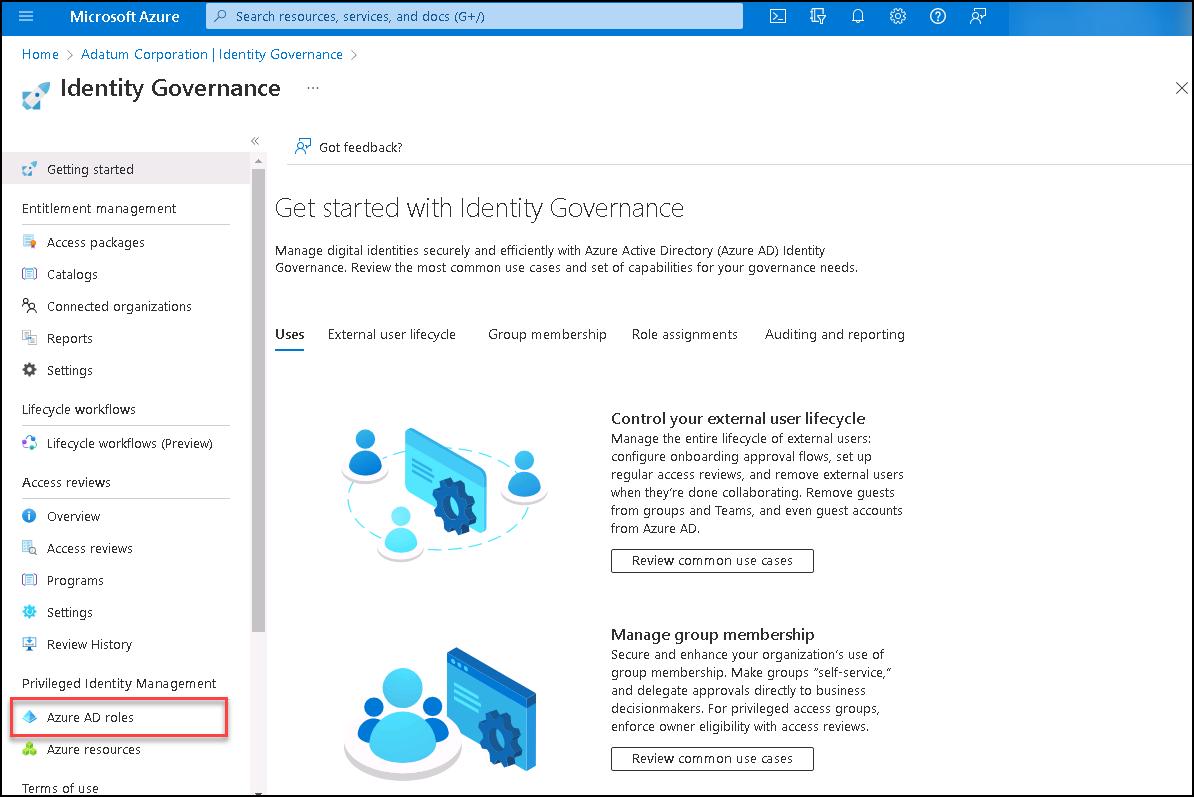 Microsoft Azure
Search resources, services, and docs (G+/)
Home > Adatum Corporation | Identity Governance >
Identity Governance ...
«
Got feedback?
Getting started
Entitlement management
Access packages
Catalogs
Connected organizations
Reports
Settings
Lifecycle workflows
Lifecycle workflows (Preview)
Access reviews
Overview
Access reviews
Programs
Settings
Review History
Privileged Identity Management
Azure AD roles
Azure resources
Terms of use
Get started with Identity Governance
Manage digital identities securely and efficiently with Azure Active Directory (Azure AD) Identity
Governance. Review the most common use cases and set of capabilities for your governance needs.
Uses External user lifecycle Group membership Role assignments Auditing and reporting
Control your external user lifecycle
Manage the entire lifecycle of external users:
configure onboarding approval flows, set up
regular access reviews, and remove external users
when they're done collaborating. Remove guests
from groups and Teams, and even guest accounts
from Azure AD.
Review common use cases
Manage group membership
Secure and enhance your organization's use of
group membership. Make groups "self-service,"
and delegate approvals directly to business
decisionmakers. For privileged access groups,
enforce owner eligibility with access reviews.
Review common use cases